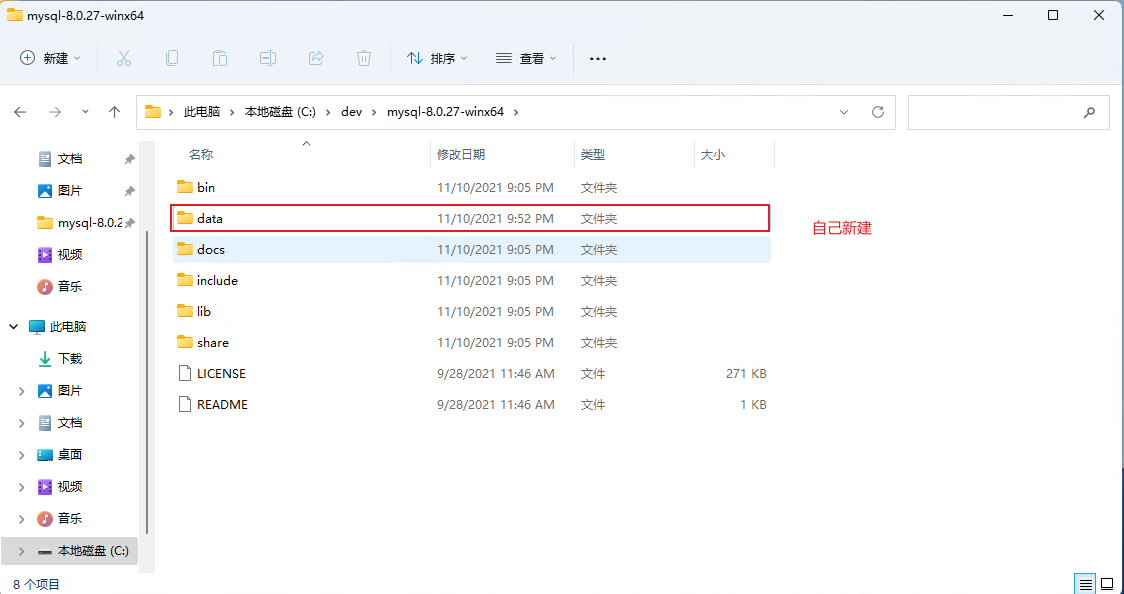 mysql-8.0.27-winx64
新建 排序 查看
此电脑 本地磁盘 (C:) dev mysql-8.0.27-winx64
名称 修改日期 类型 大小
文档
图片
mysql-8.0.2
视频
音乐
此电脑
下载
图片
文档
桌面
视频
音乐
本地磁盘 (C:)
bin 11/10/2021 9:05 PM 文件夹
data 11/10/2021 9:52 PM 文件夹
自己新建
docs 11/10/2021 9:05 PM 文件夹
include 11/10/2021 9:05 PM 文件夹
lib 11/10/2021 9:05 PM 文件夹
share 11/10/2021 9:05 PM 文件夹
LICENSE 9/28/2021 11:46 AM 文件 271 KB
README 9/28/2021 11:46 AM 文件 1 KB
8 个项目